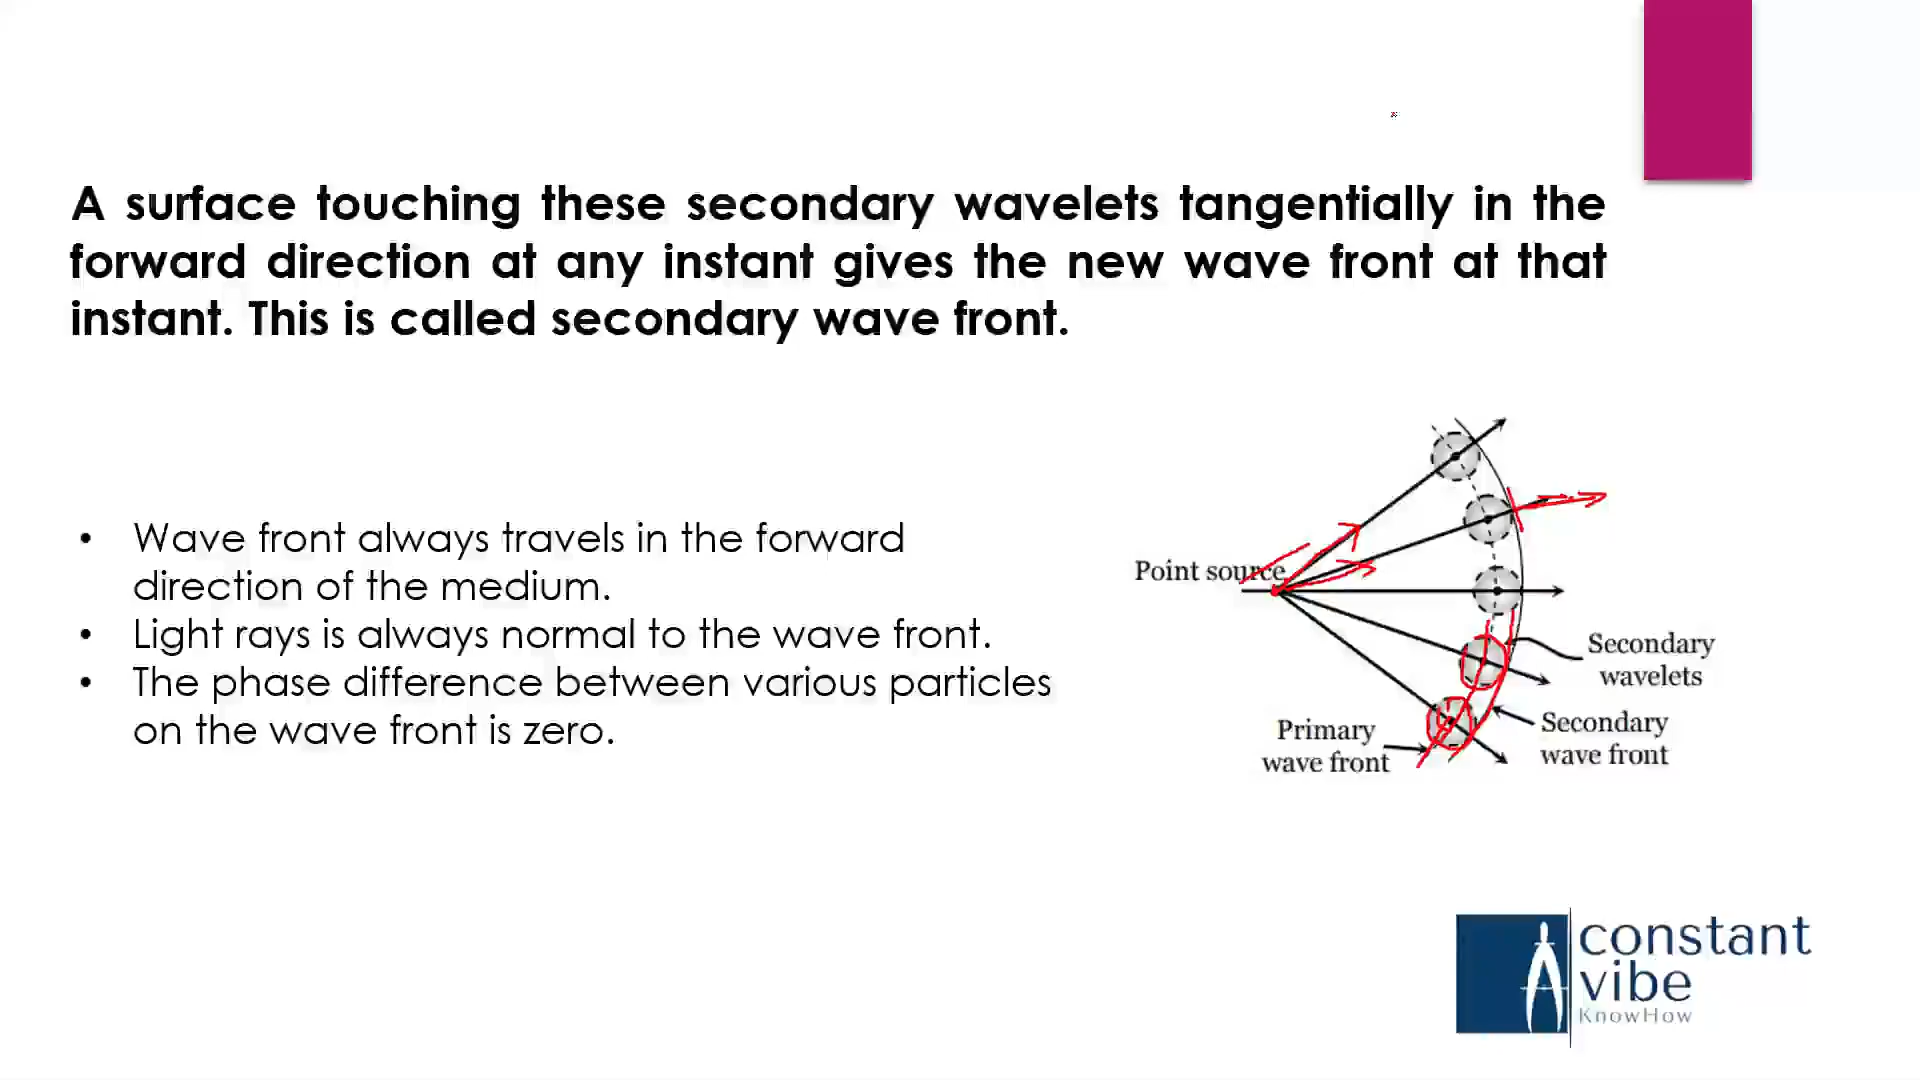 A surface touching these secondary wavelets tangentially in the
forward direction at any instant gives the new wave front at that
instant. This is called secondary wave front.
• Wave front always travels in the forward
direction of the medium.
• Light rays is always normal to the wave front.
• The phase difference between various particles
on the wave front is zero.
Point source
Secondary
wavelets
Secondary
wave front
Primary
wave front
constant
vibe
KnowHow